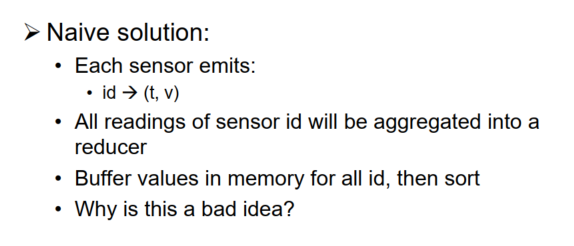 ➢ Naive solution:
• Each sensor emits:
• id → (t, v)
• All readings of sensor id will be aggregated into a
reducer
• Buffer values in memory for all id, then sort
• Why is this a bad idea?